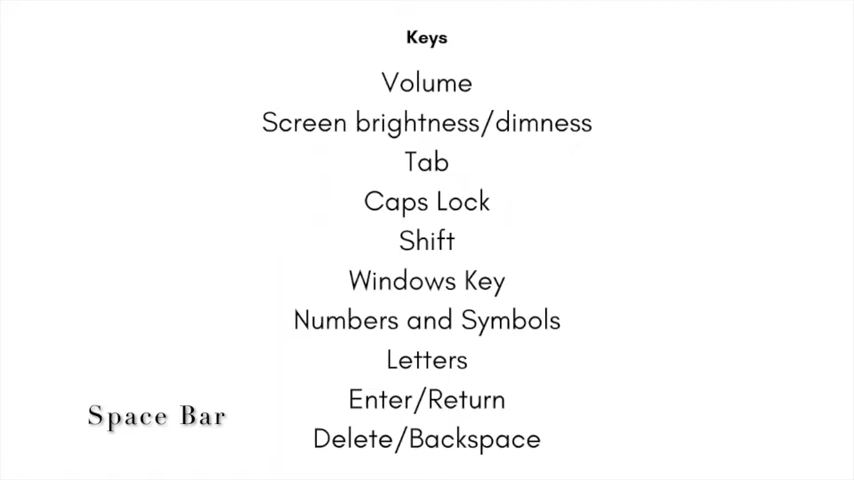 Keys
Volume
Screen brightness/dimness
Tab
Caps Lock
Shift
Windows Key
Numbers and Symbols
Letters
Enter/Return
Space Bar
Delete/Backspace